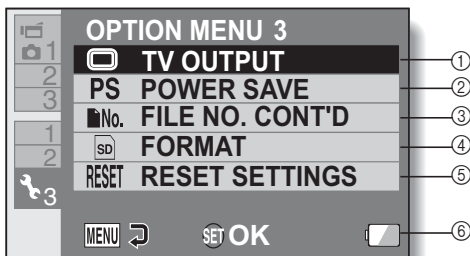 OPTION MENU 3
1
2
3
1
2
3
TV OUTPUT ①
PS POWER SAVE ②
No. FILE NO. CONT'D ③
SD FORMAT ④
RESET RESET SETTINGS ⑤
MENU SET OK ⑥